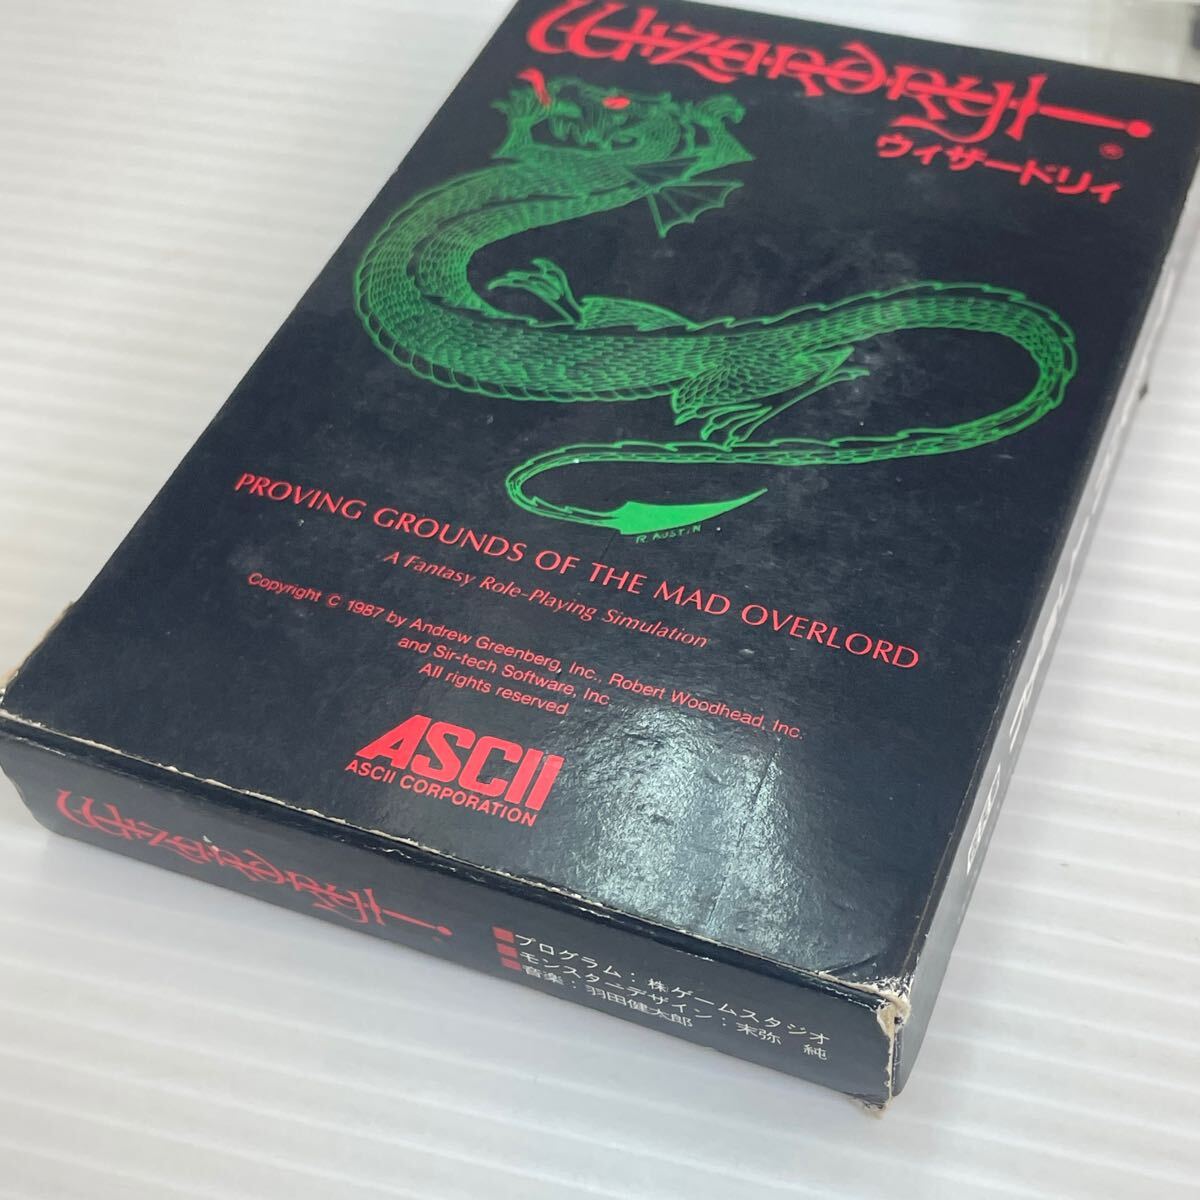 Wizardry
®
ウィザードリィ
R. AUSTIN
PROVING GROUNDS OF THE MAD OVERLORD
A Fantasy Role-Playing Simulation
Copyright © 1987 by Andrew Greenberg, Inc., Robert Woodhead, Inc.
and Sir-tech Software, Inc.
All rights reserved.
ASCII
ASCII CORPORATION
Wizardry
®
■プログラム：㈱ゲームスタジオ
■モンスターデザイン：末弥 純
■音楽：羽田健太郎